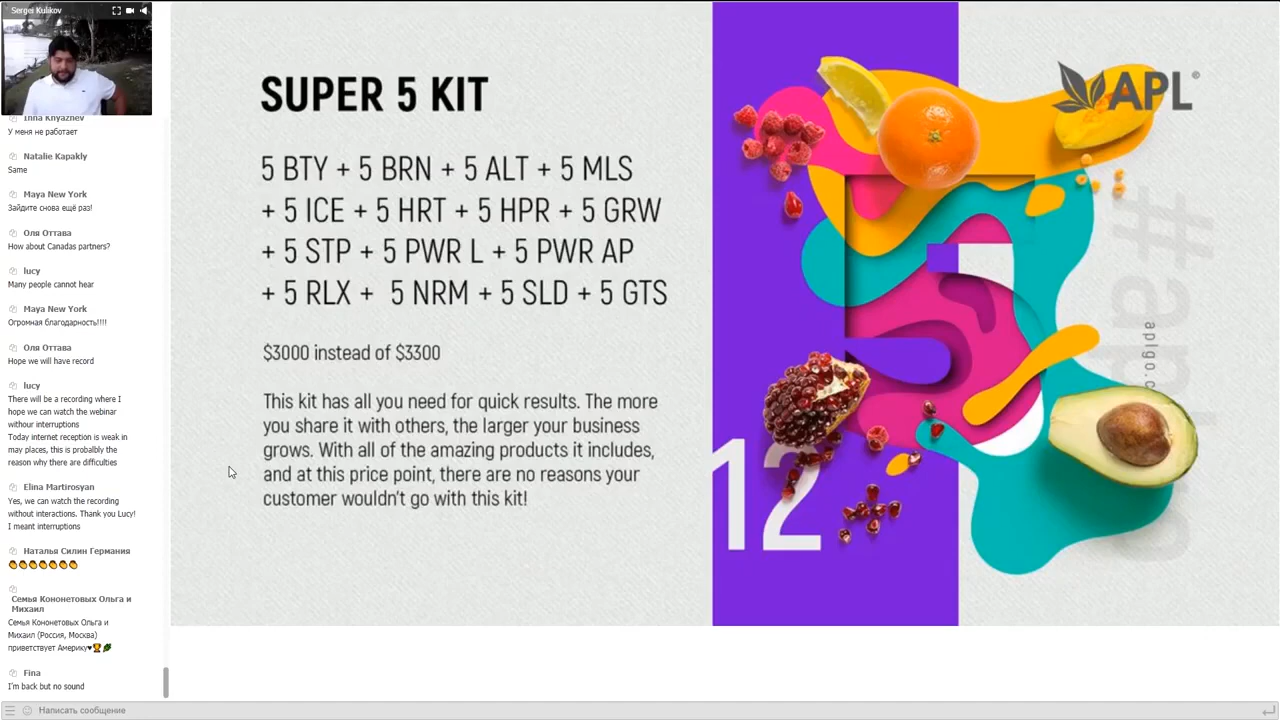 Sergei Kulikov
Inna Knyaznev
У меня не работает
Natalie Kapakly
Same
Maya New York
Зайдите снова ещё раз!
Оля Оттава
How about Canadas partners?
lucy
Many people cannot hear
Maya New York
Огромная благодарность!!!!
Оля Оттава
Hope we will have record
lucy
There will be a recording where I
hope we can watch the webinar
withour interruptions
Today internet reception is weak in
may places, this is probalbly the
reason why there are difficulties
Elina Martirosyan
Yes, we can watch the recording
without interactions. Thank you Lucy!
I meant interruptions
Наталья Силин Германия
👏👏👏👏👏👏👏
Семья Кононетовых Ольга и
Михаил
Семья Кононетовых Ольга и
Михаил (Россия, Москва)
приветствует Америку♥🏆🌿
Fina
I'm back but no sound
Написать сообщение
SUPER 5 KIT
5 BTY + 5 BRN + 5 ALT + 5 MLS
+ 5 ICE + 5 HRT + 5 HPR + 5 GRW
+ 5 STP + 5 PWR L + 5 PWR AP
+ 5 RLX + 5 NRM + 5 SLD + 5 GTS
$3000 instead of $3300
This kit has all you need for quick results. The more
you share it with others, the larger your business
grows. With all of the amazing products it includes,
and at this price point, there are no reasons your
customer wouldn't go with this kit!
APL®
5
12